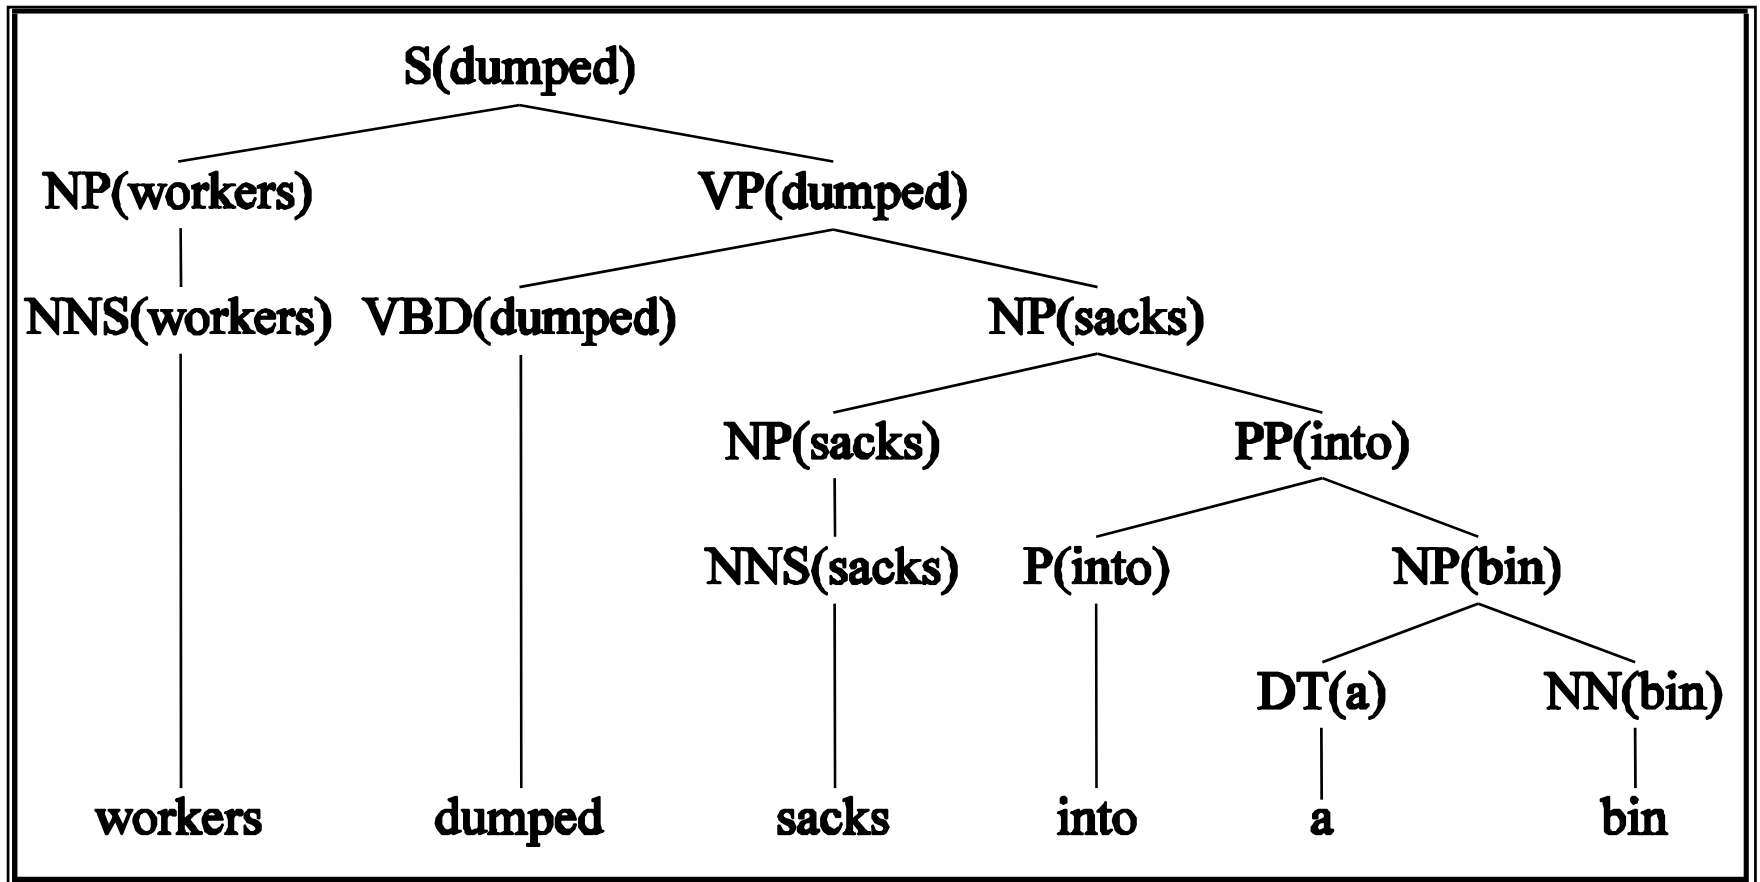 S(dumped)
NP(workers) VP(dumped)
NNS(workers) VBD(dumped) NP(sacks)
NP(sacks) PP(into)
NNS(sacks) P(into) NP(bin)
DT(a) NN(bin)
workers dumped sacks into a bin